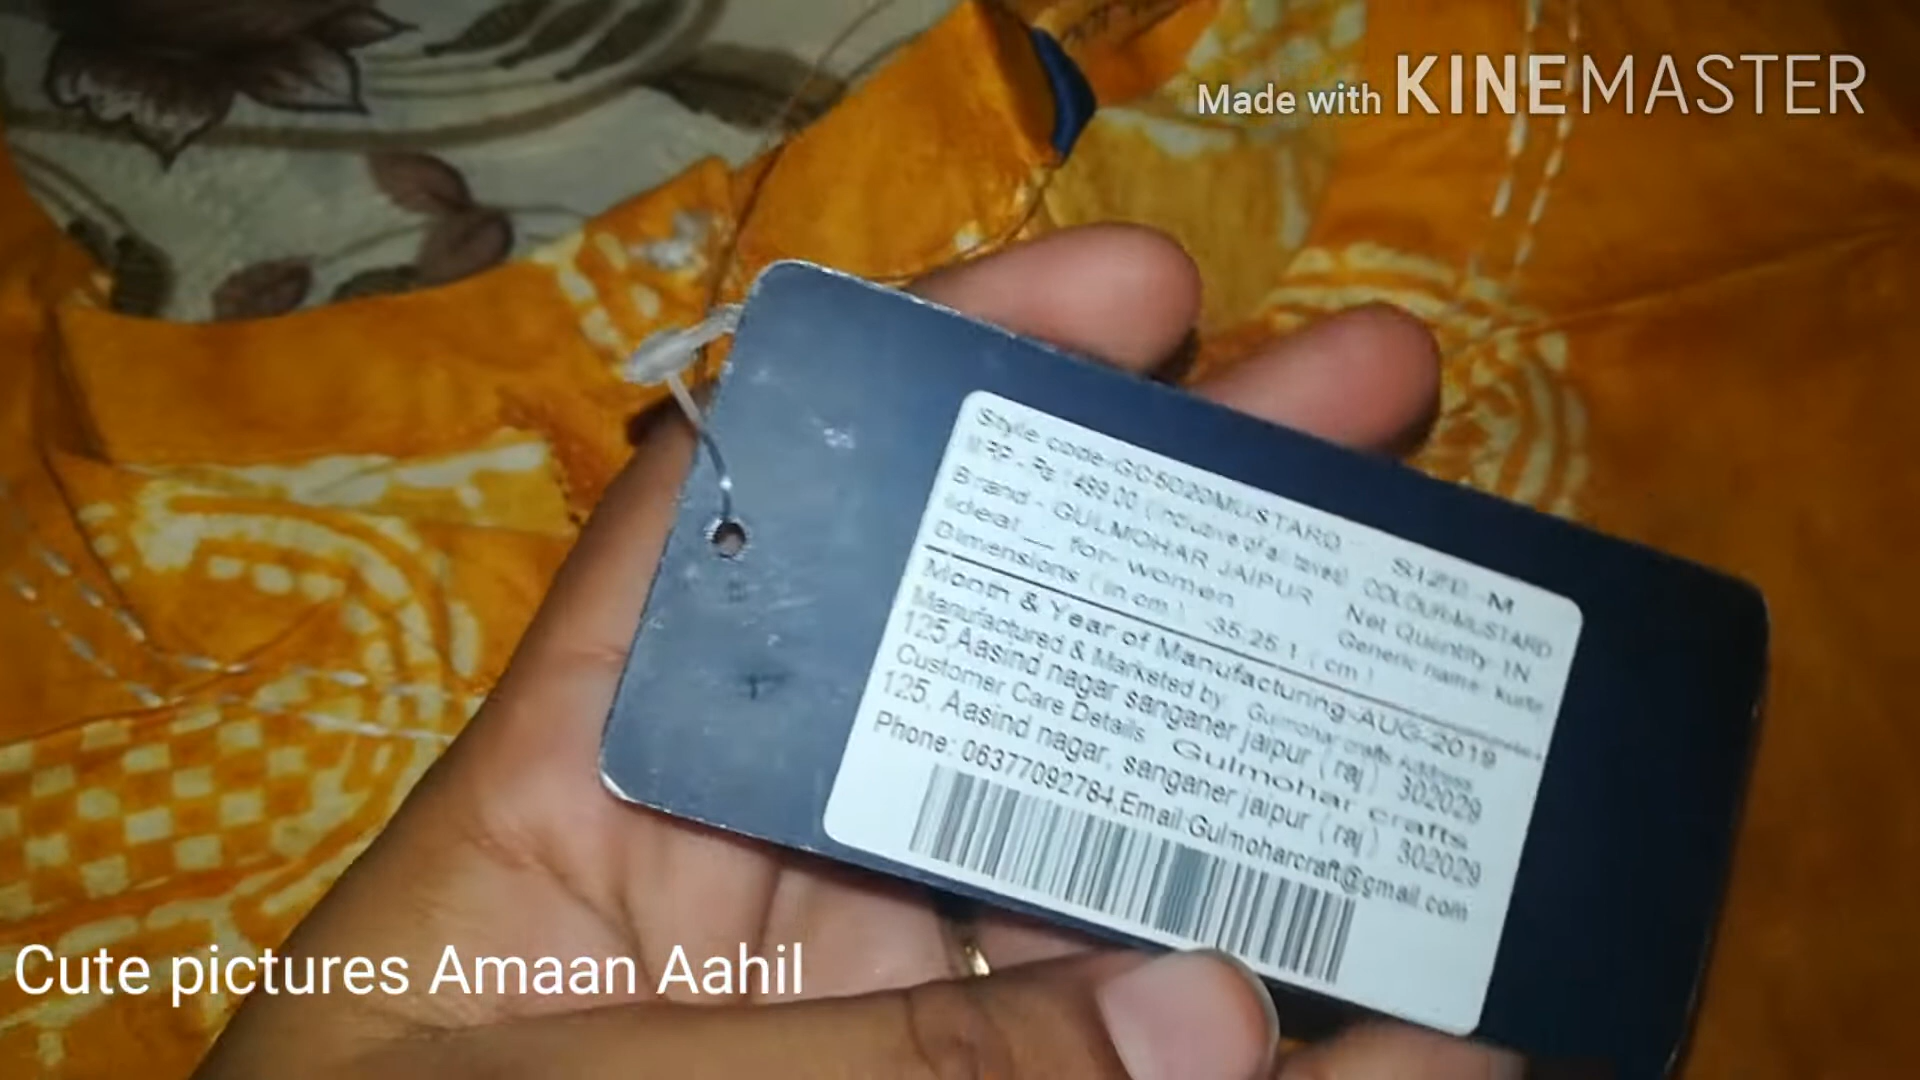 Made with KINEMASTER
Style code-GC5020MUSTARD SIZE-M
MRP - Rs 1499.00 (Inclusive of all taxes) COLOUR-MUSTARD
Brand - GULMOHAR JAIPUR Net Quantity 1N
Ideal __ for- women Generic name
Dimensions (in cm) -35.25.1 (cm)
Month & Year of Manufacturing-AUG-2019
Manufactured & Marketed by Gulmohar crafts Address
125,Aasind nagar sanganer jaipur (raj) 302029
Customer Care Details Gulmohar crafts
125, Aasind nagar, sanganer jaipur (raj) 302029
Phone: 06377092784,Email:Gulmoharcraft@gmail.com
Cute pictures Amaan Aahil